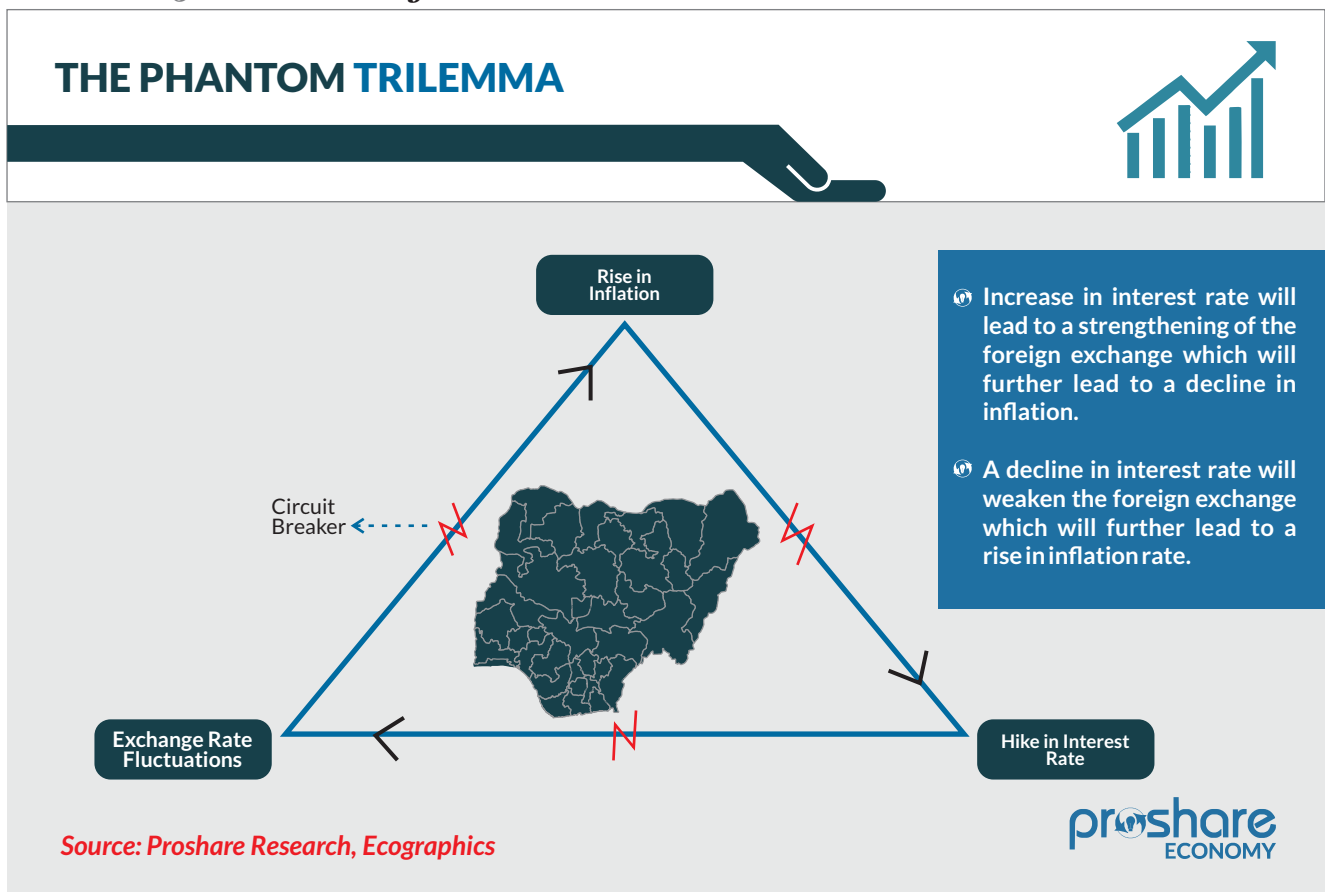 THE PHANTOM TRILEMMA
Rise in
Inflation
Increase in interest rate will
lead to a strengthening of the
foreign exchange which will
further lead to a decline in
inflation.
A decline in interest rate will
weaken the foreign exchange
which will further lead to a
rise in inflation rate.
Circuit
Breaker
Exchange Rate
Fluctuations
Hike in Interest
Rate
Source: Proshare Research, Ecographics
proshare
ECONOMY